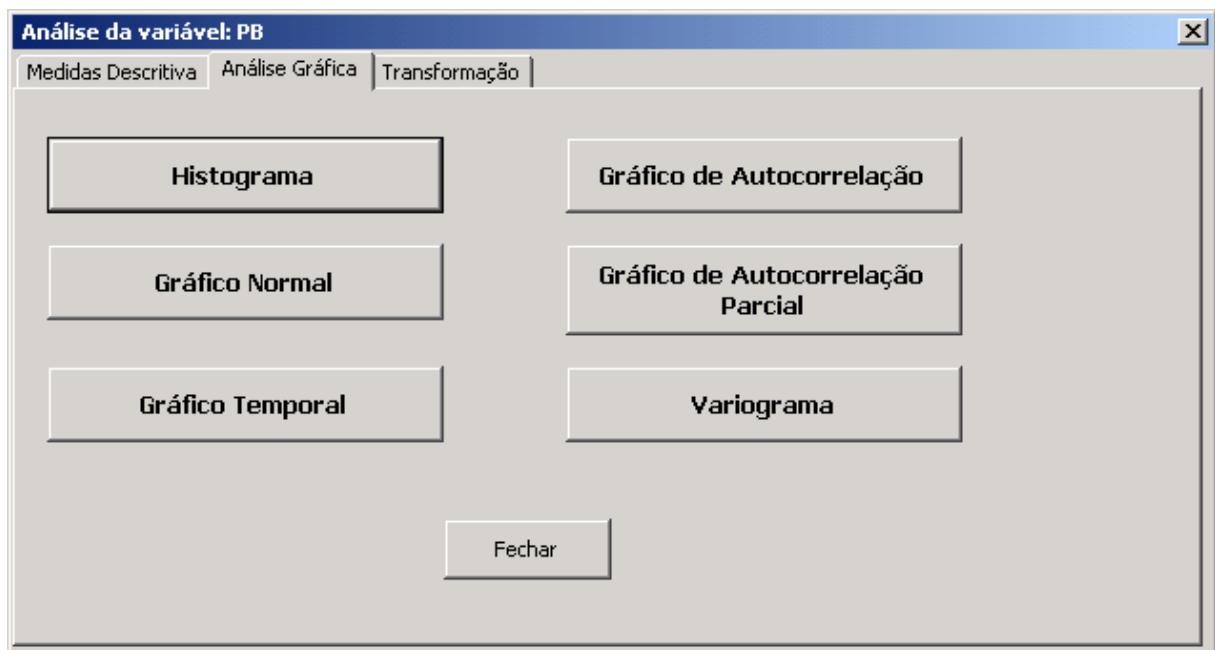 Análise da variável: PB
Medidas Descritiva
Análise Gráfica
Transformação
Histograma
Gráfico de Autocorrelação
Gráfico Normal
Gráfico de Autocorrelação
Parcial
Gráfico Temporal
Variograma
Fechar